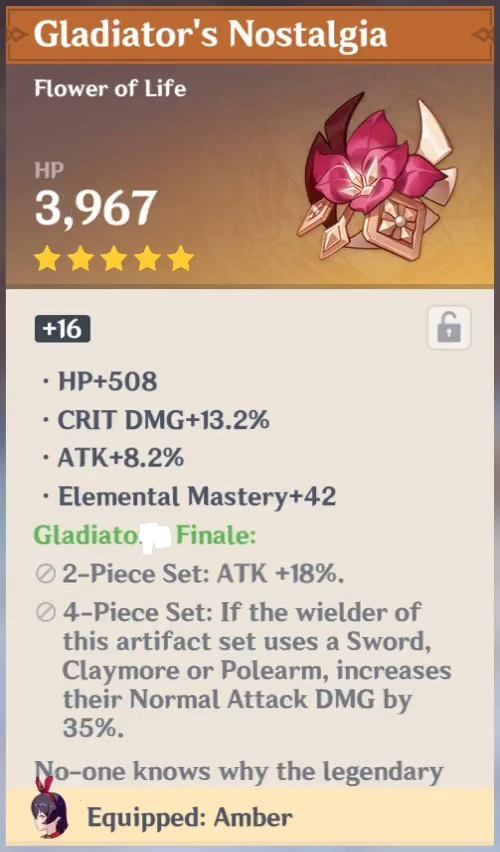 Gladiator's Nostalgia
Flower of Life
HP
3,967
+16
· HP+508
· CRIT DMG+13.2%
· ATK+8.2%
· Elemental Mastery+42
Finale:
2-Piece Set: ATK +18%.
4-Piece Set: If the wielder of
this artifact set uses a Sword,
Claymore or Polearm, increases
their Normal Attack DMG by
35%.
No-one knows why the legendary
Equipped: Amber